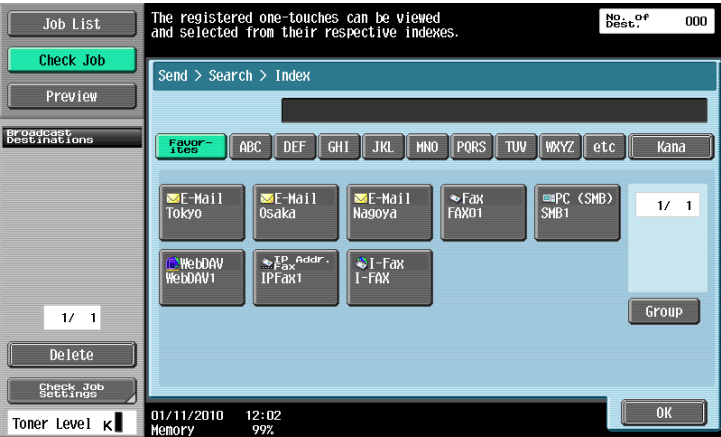 Job List
Check Job
Preview
Broadcast
Destinations
1/ 1
Delete
Check Job
Settings
Toner Level K
The registered one-touches can be viewed
and selected from their respective indexes.
No. of
Dest.
000
Send > Search > Index
Favor-
ites
ABC
DEF
GHI
JKL
MNO
PQRS
TUV
WXYZ
etc
Kana
E-Mail
Tokyo
E-Mail
Osaka
E-Mail
Nagoya
Fax
FAX01
PC (SMB)
SMB1
1/ 1
WebDAV
WebDAV1
IP Addr.
Fax
IPFax1
I-Fax
I-FAX
Group
01/11/2010 12:02
Memory 99%
OK